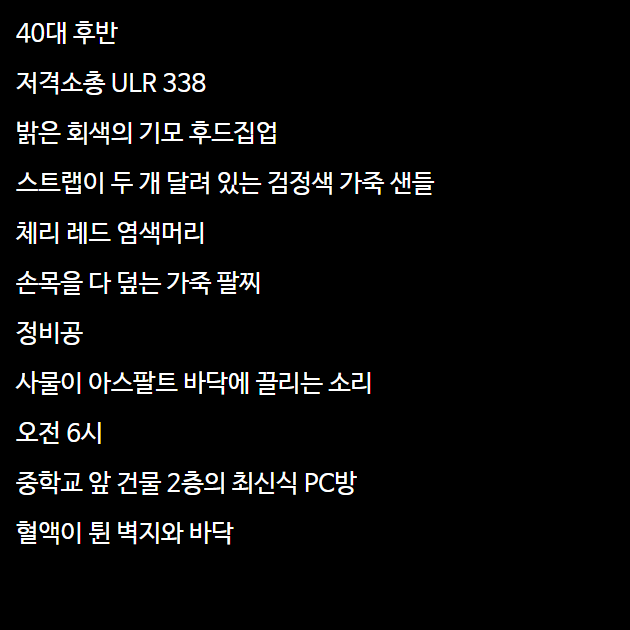 40대 후반
저격소총 ULR 338
밝은 회색의 기모 후드집업
스트랩이 두 개 달려 있는 검정색 가죽 샌들
체리 레드 염색머리
손목을 다 덮는 가죽 팔찌
정비공
사물이 아스팔트 바닥에 끌리는 소리
오전 6시
중학교 앞 건물 2층의 최신식 PC방
혈액이 튄 벽지와 바닥